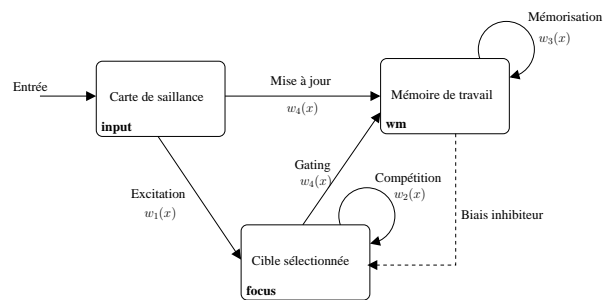 Mémorisation
w₃(x)
Entrée
Carte de saillance
input
Mise à jour
w₄(x)
Mémoire de travail
wm
Gating
w₄(x)
Compétition
w₂(x)
Excitation
w₁(x)
Biais inhibiteur
Cible sélectionnée
focus